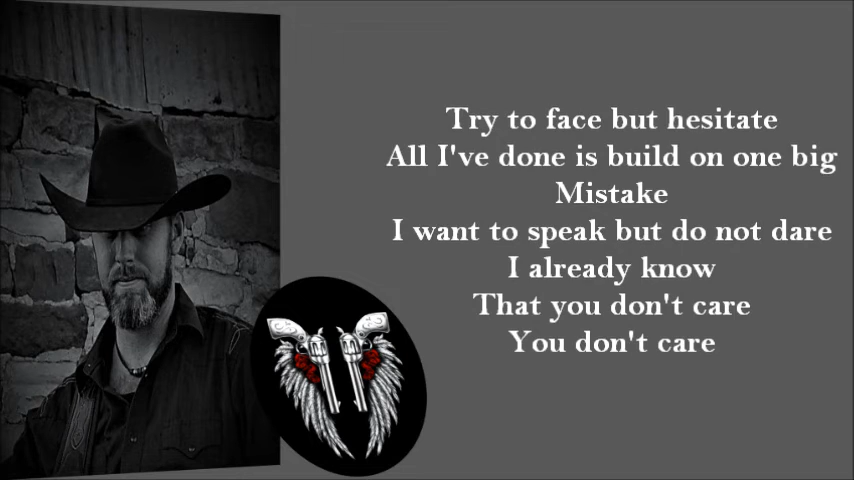 Try to face but hesitate
All I've done is build on one big
Mistake
I want to speak but do not dare
I already know
That you don't care
You don't care